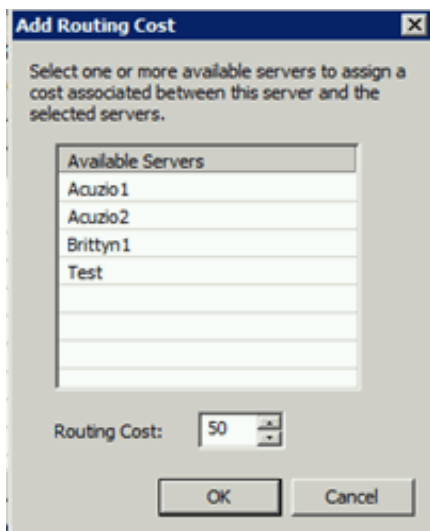 Add Routing Cost
Select one or more available servers to assign a
cost associated between this server and the
selected servers.
Available Servers
Acuzio1
Acuzio2
Brittyn1
Test
Routing Cost: 50
OK Cancel